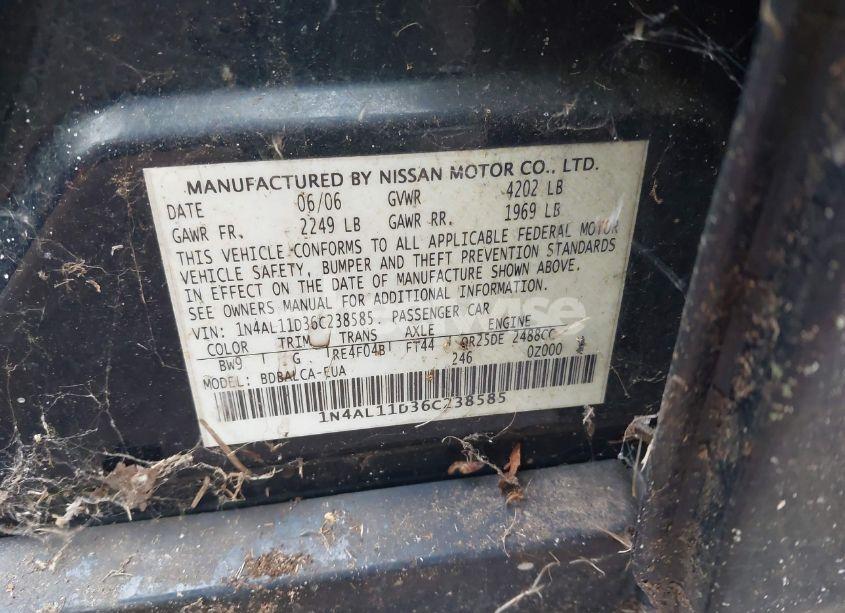 MANUFACTURED BY NISSAN MOTOR CO., LTD.
DATE 06/06 GVWR 4202 LB
GAWR FR. 2249 LB GAWR RR. 1969 LB
THIS VEHICLE CONFORMS TO ALL APPLICABLE FEDERAL MOTOR
VEHICLE SAFETY, BUMPER AND THEFT PREVENTION STANDARDS
IN EFFECT ON THE DATE OF MANUFACTURE SHOWN ABOVE.
SEE OWNERS MANUAL FOR ADDITIONAL INFORMATION.
VIN: 1N4AL11D36C238585 PASSENGER CAR
COLOR TRIM TRANS AXLE ENGINE
BW9 G RE4F04B FT44 QR25DE 2488CC
246 0Z000
MODEL: BDBALCA-EUA
1N4AL11D36C238585